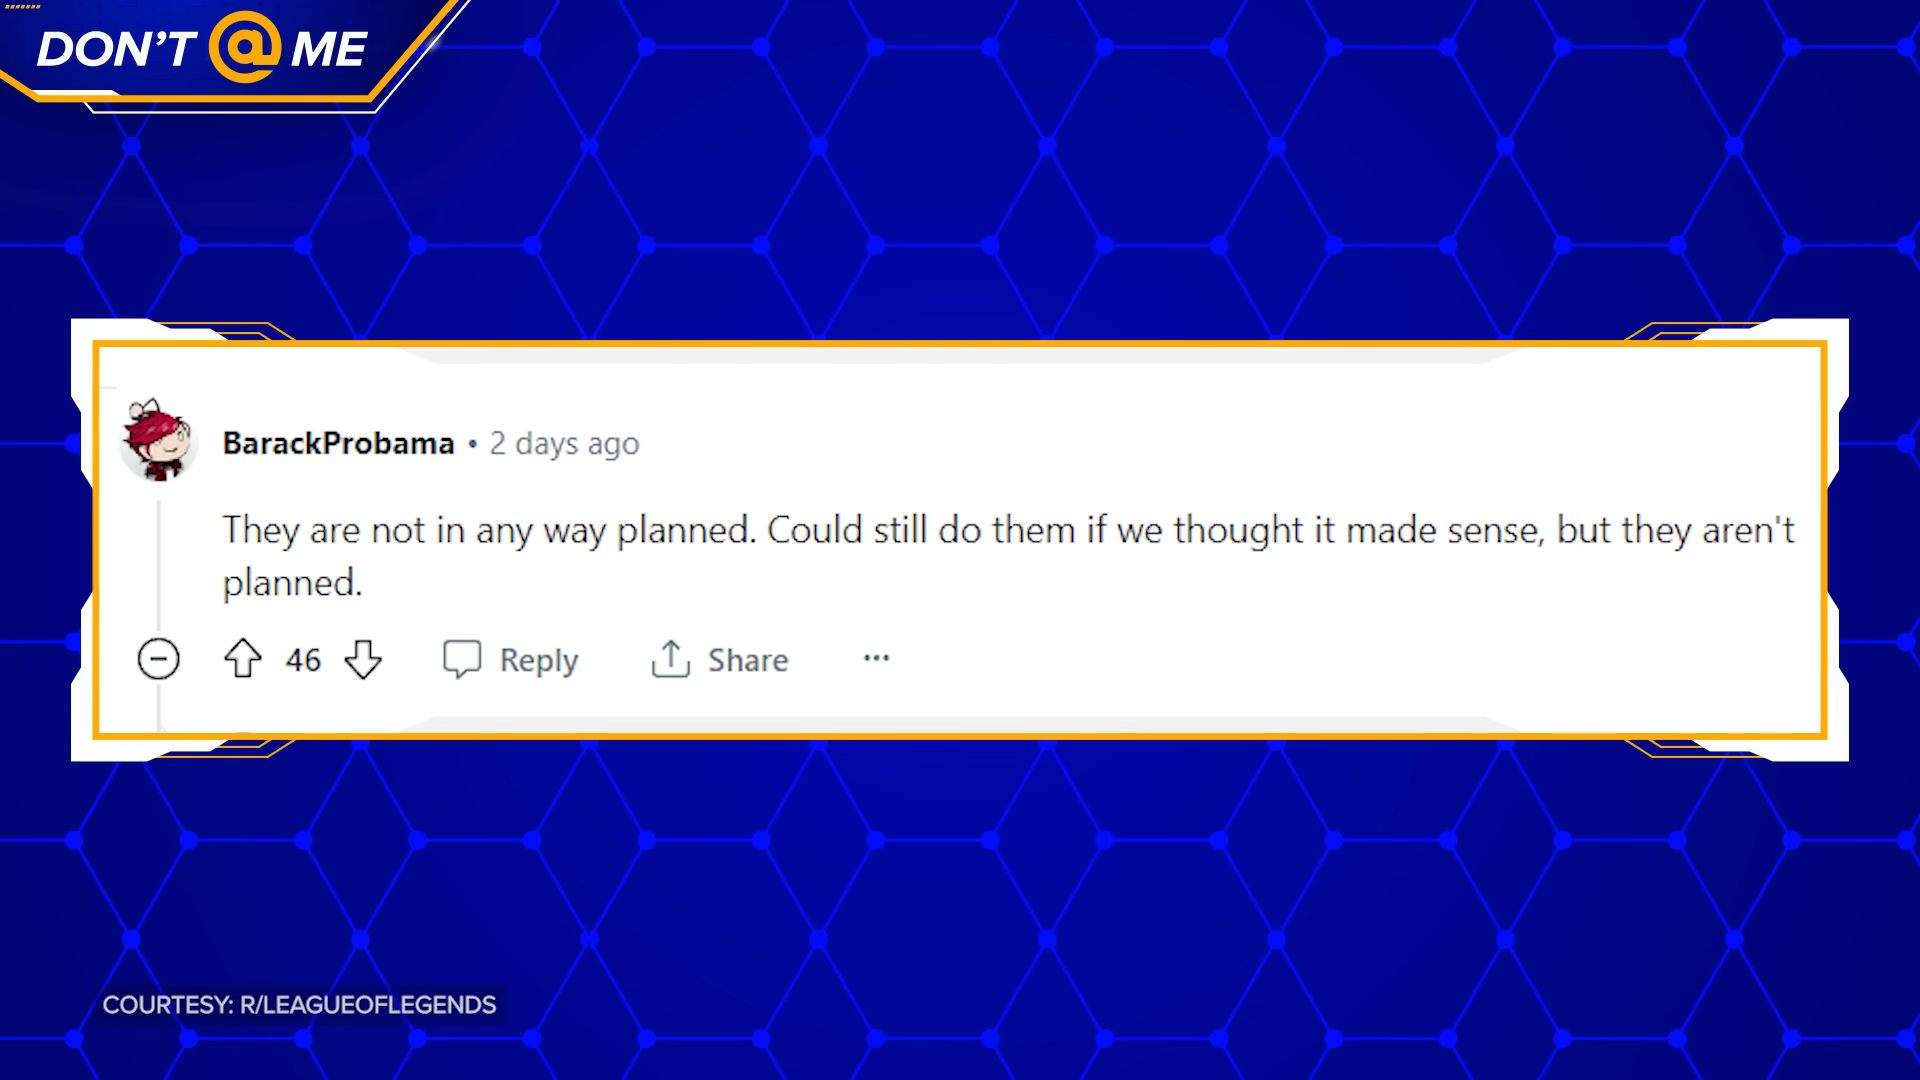 DON'T @ ME
BarackProbama • 2 days ago
They are not in any way planned. Could still do them if we thought it made sense, but they aren't
planned.
46 Reply Share ...
COURTESY: R/LEAGUEOFLEGENDS